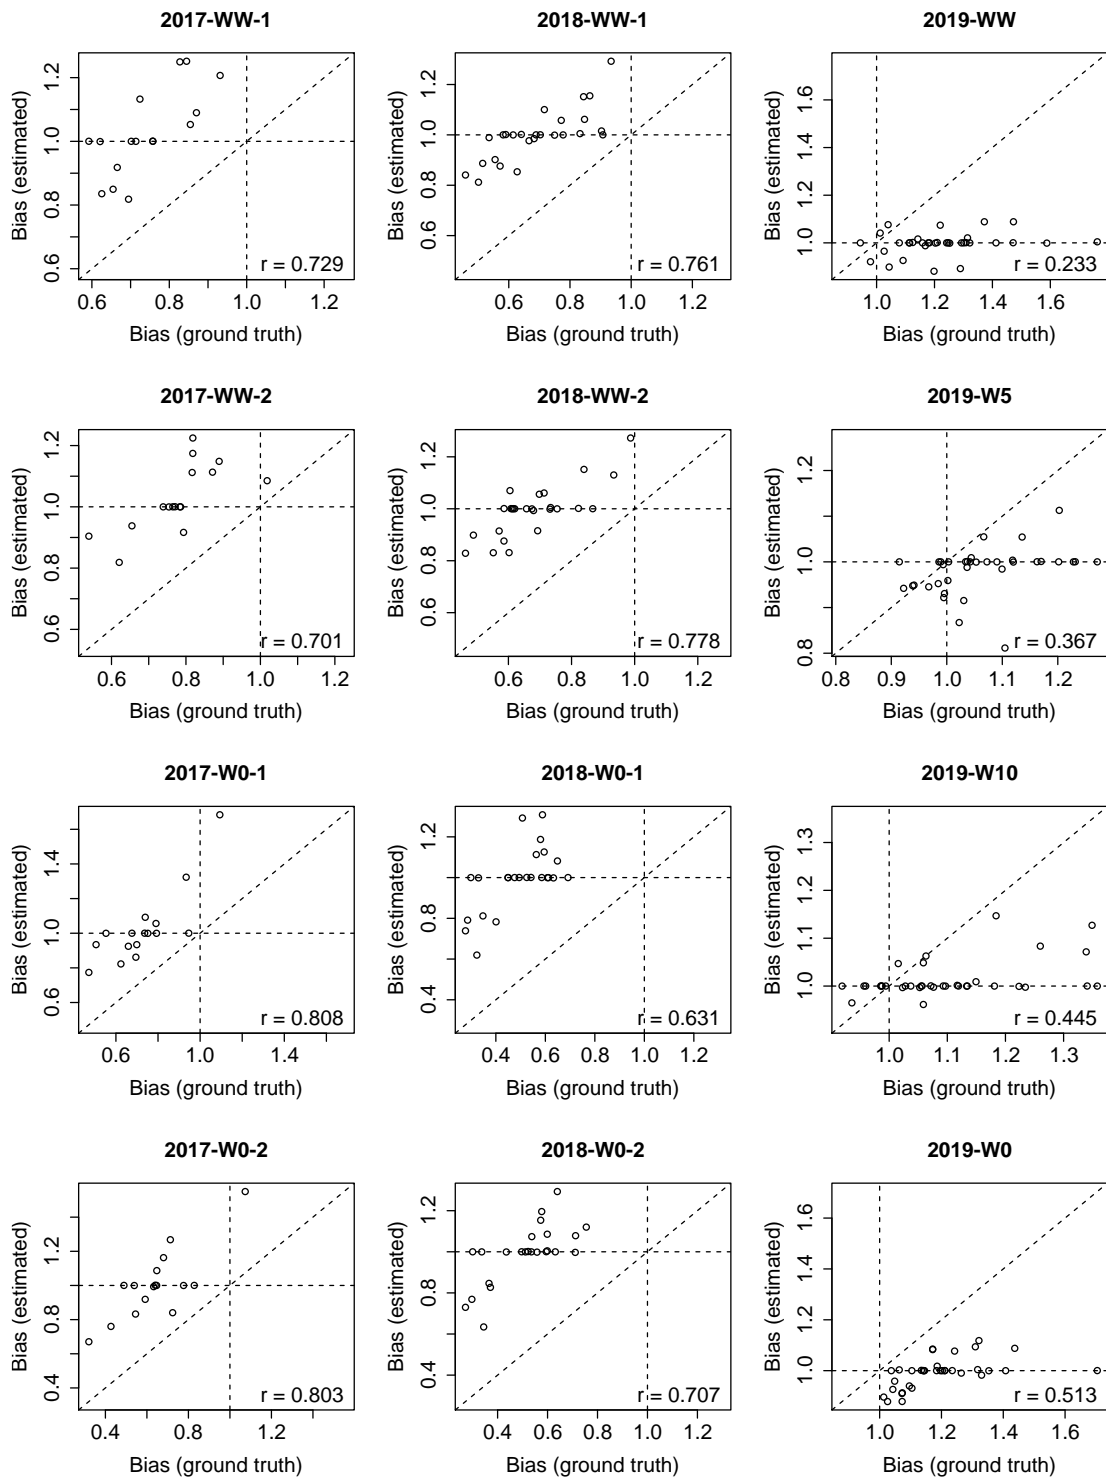 2017-WW-1
Bias (estimated)
0.6 0.8 1.0 1.2
r = 0.729
0.6 0.8 1.0 1.2
Bias (ground truth)
2018-WW-1
Bias (estimated)
0.6 0.8 1.0 1.2
r = 0.761
0.6 0.8 1.0 1.2
Bias (ground truth)
2019-WW
Bias (estimated)
1.0 1.2 1.4 1.6
r = 0.233
1.0 1.2 1.4 1.6
Bias (ground truth)
2017-WW-2
Bias (estimated)
0.6 0.8 1.0 1.2
r = 0.701
0.6 0.8 1.0 1.2
Bias (ground truth)
2018-WW-2
Bias (estimated)
0.6 0.8 1.0 1.2
r = 0.778
0.6 0.8 1.0 1.2
Bias (ground truth)
2019-W5
Bias (estimated)
0.8 1.0 1.2
r = 0.367
0.8 0.9 1.0 1.1 1.2
Bias (ground truth)
2017-W0-1
Bias (estimated)
0.6 1.0 1.4
r = 0.808
0.6 1.0 1.4
Bias (ground truth)
2018-W0-1
Bias (estimated)
0.4 0.8 1.2
r = 0.631
0.4 0.6 0.8 1.0 1.2
Bias (ground truth)
2019-W10
Bias (estimated)
1.0 1.1 1.2 1.3
r = 0.445
1.0 1.1 1.2 1.3
Bias (ground truth)
2017-W0-2
Bias (estimated)
0.4 0.8 1.2
r = 0.803
0.4 0.6 0.8 1.0 1.2 1.4
Bias (ground truth)
2018-W0-2
Bias (estimated)
0.4 0.8 1.2
r = 0.707
0.4 0.6 0.8 1.0 1.2
Bias (ground truth)
2019-W0
Bias (estimated)
1.0 1.2 1.4 1.6
r = 0.513
1.0 1.2 1.4 1.6
Bias (ground truth)